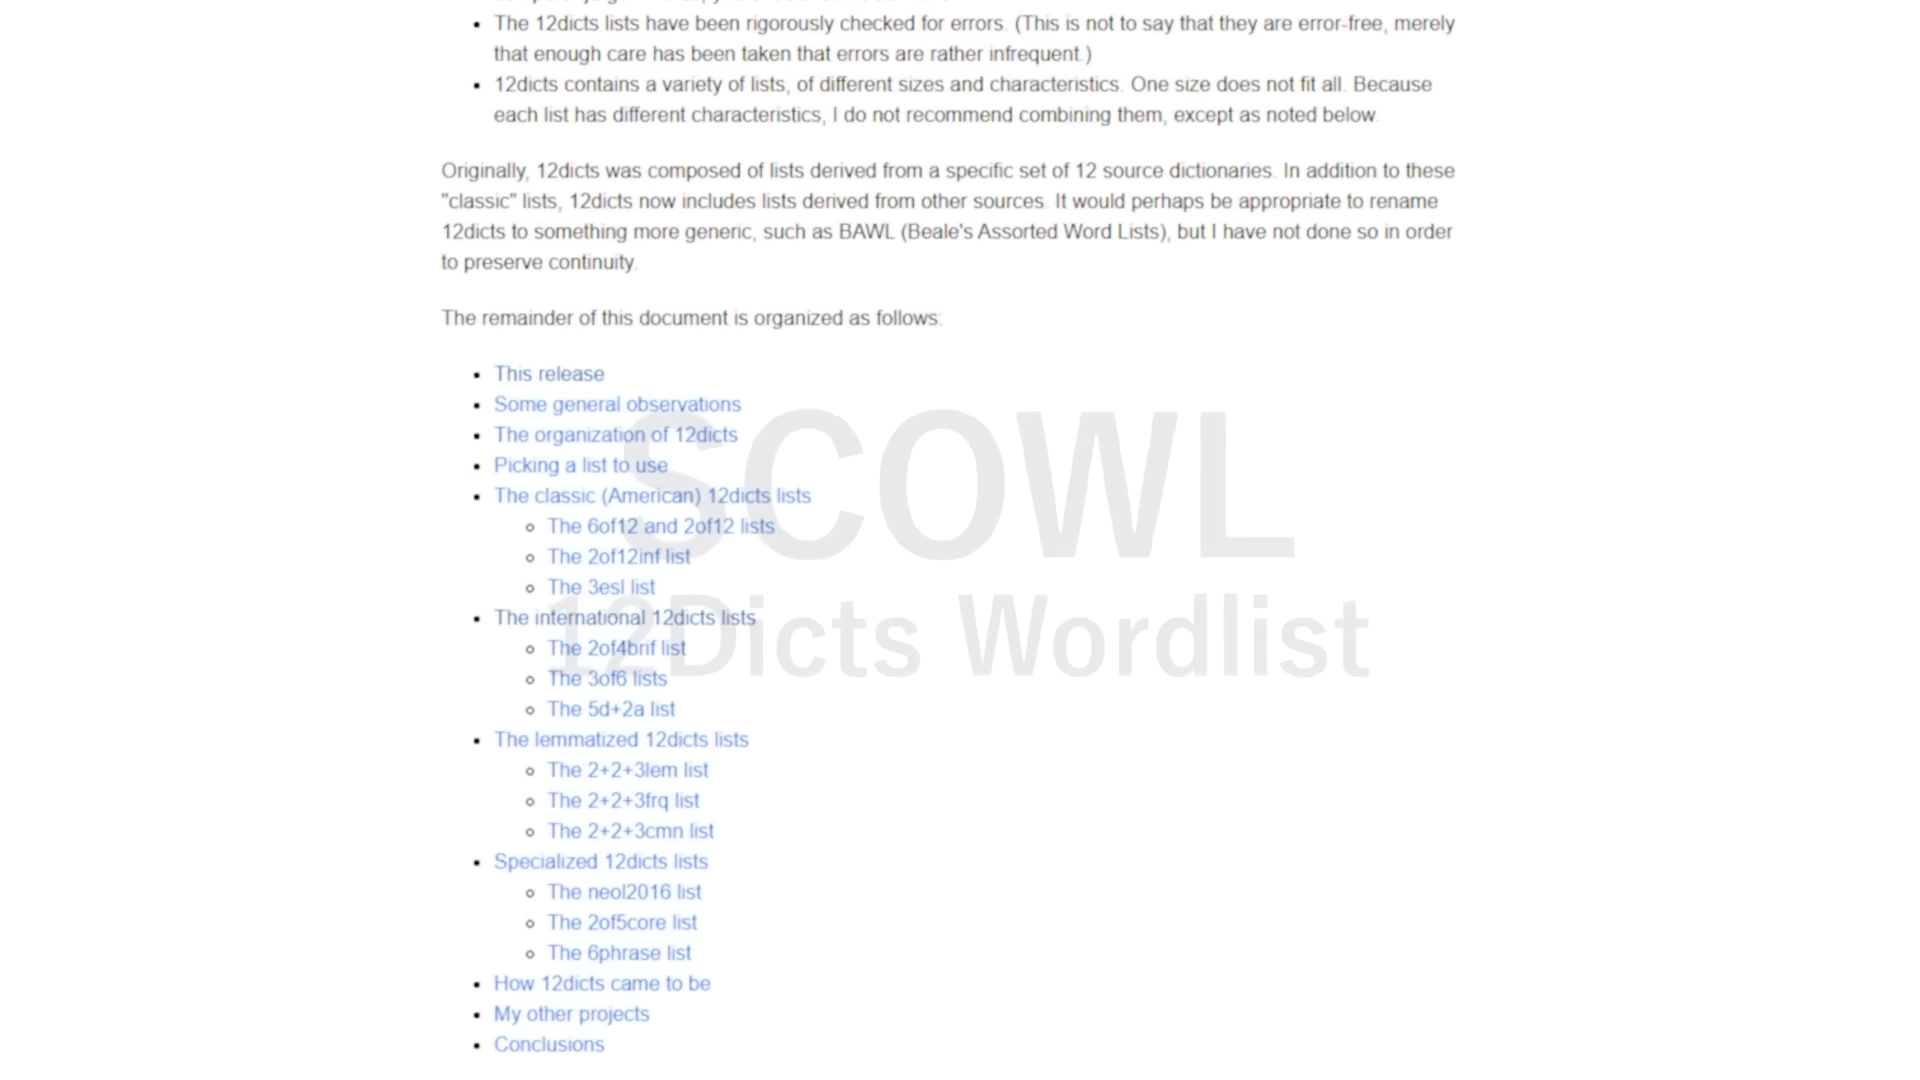 The 12dicts lists have been rigorously checked for errors. (This is not to say that they are error-free, merely
that enough care has been taken that errors are rather infrequent.)
12dicts contains a variety of lists, of different sizes and characteristics. One size does not fit all. Because
each list has different characteristics, I do not recommend combining them, except as noted below.
Originally, 12dicts was composed of lists derived from a specific set of 12 source dictionaries. In addition to these
"classic" lists, 12dicts now includes lists derived from other sources. It would perhaps be appropriate to rename
12dicts to something more generic, such as BAWL (Beale's Assorted Word Lists), but I have not done so in order
to preserve continuity.
The remainder of this document is organized as follows:
This release
Some general observations
The organization of 12dicts
Picking a list to use
The classic (American) 12dicts lists
The 6of12 and 2of12 lists
The 2of12inf list
The 3esl list
The international 12dicts lists
The 2of4brif list
The 3of6 lists
The 5d+2a list
The lemmatized 12dicts lists
The 2+2+3lem list
The 2+2+3frq list
The 2+2+3cmn list
Specialized 12dicts lists
The neol2016 list
The 2of5core list
The 6phrase list
How 12dicts came to be
My other projects
Conclusions
SCOWL
12Dicts Wordlist